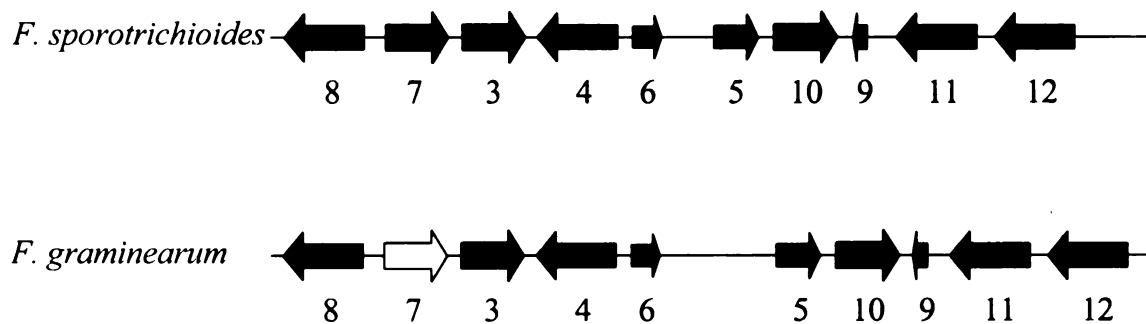 F. sporotrichioides
8 7 3 4 6 5 10 9 11 12
F. graminearum
8 7 3 4 6 5 10 9 11 12